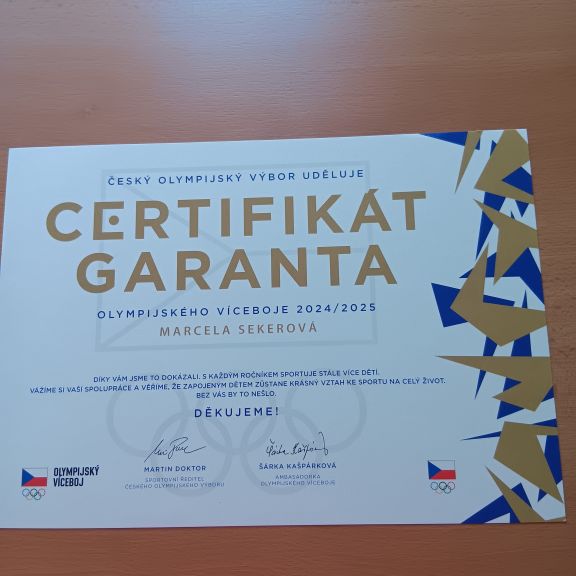 ČESKÝ OLYMPIJSKÝ VÝBOR UDĚLUJE
CERTIFIKÁT
GARANTA
OLYMPIJSKÉHO VÍCEBOJE 2024/2025
MARCELA SEKEROVÁ
DÍKY VÁM JSME TO DOKÁZALI. S KAŽDÝM ROČNÍKEM SPORTUJE STÁLE VÍCE DĚTÍ.
VÁŽÍME SI VAŠÍ SPOLUPRÁCE A VĚŘÍME, ŽE ZAPOJENÝM DĚTEM ZŮSTANE KRÁSNÝ VZTAH KE SPORTU NA CELÝ ŽIVOT.
BEZ VÁS BY TO NEŠLO.
DĚKUJEME!
MARTIN DOKTOR
SPORTOVNÍ ŘEDITEL
ČESKÉHO OLYMPIJSKÉHO VÝBORU
ŠÁRKA KAŠPÁRKOVÁ
AMBASADORKA
OLYMPIJSKÉHO VÍCEBOJE
OLYMPIJSKÝ
VÍCEBOJ